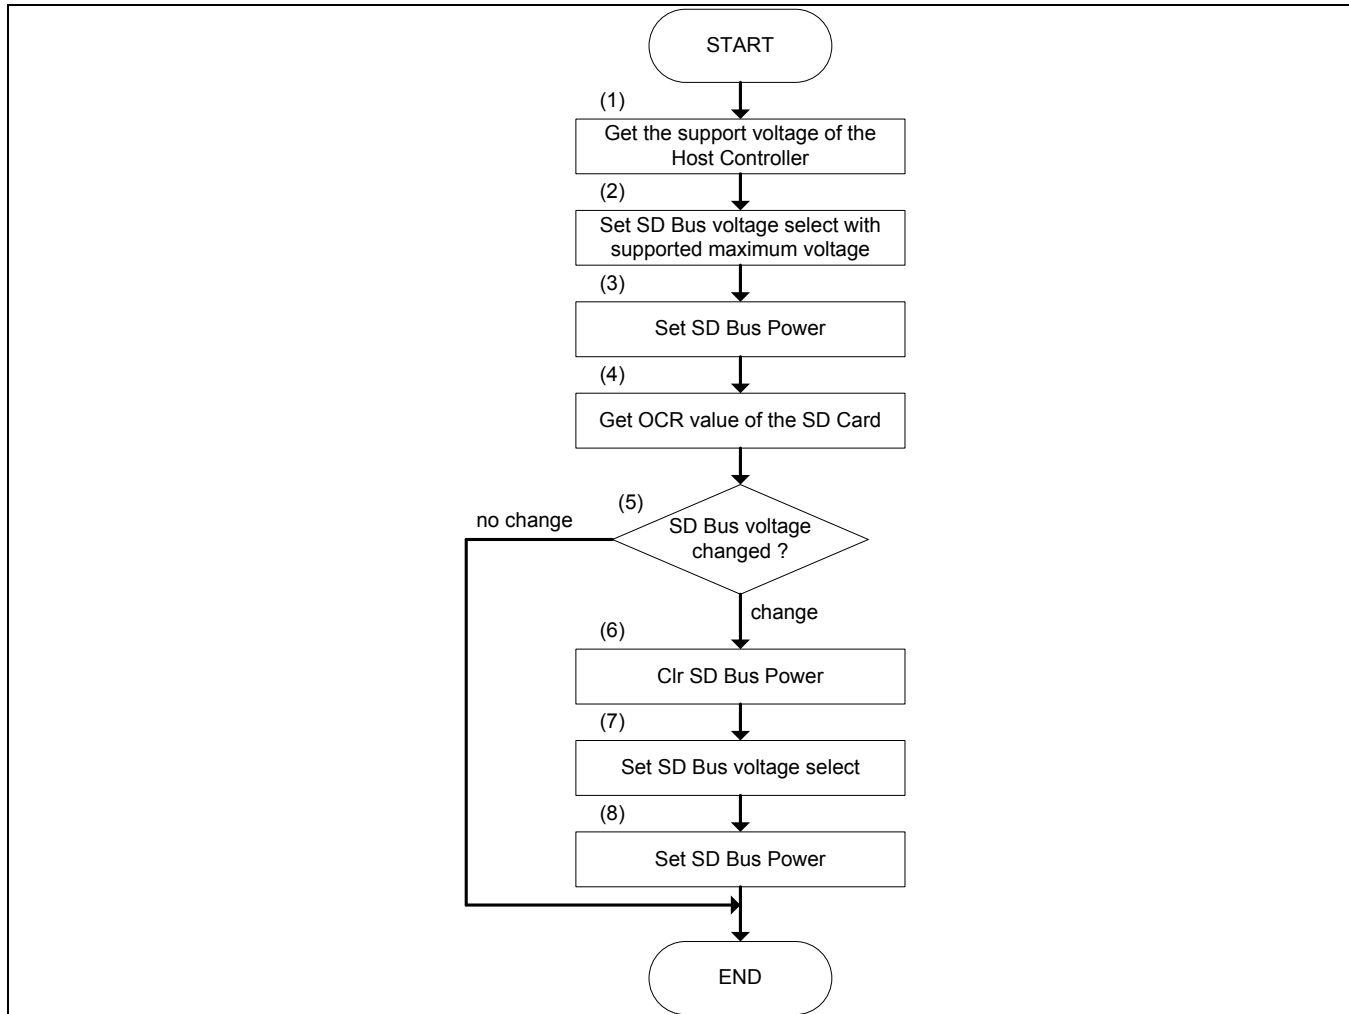 START
(1)
Get the support voltage of the
Host Controller
(2)
Set SD Bus voltage select with
supported maximum voltage
(3)
Set SD Bus Power
(4)
Get OCR value of the SD Card
(5)
no change
SD Bus voltage
changed ?
change
(6)
Clr SD Bus Power
(7)
Set SD Bus voltage select
(8)
Set SD Bus Power
END